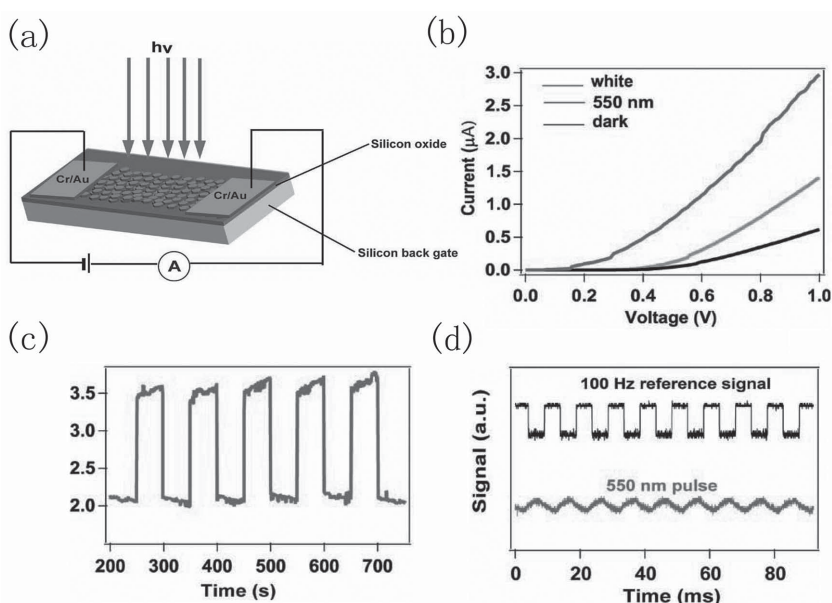 (a)
hv
Cr/Au
Cr/Au
Silicon oxide
Silicon back gate
A
(b)
white
550 nm
dark
3.0
2.5
2.0
1.5
1.0
0.5
0.0
Current (μA)
0.0 0.2 0.4 0.6 0.8 1.0
Voltage (V)
(c)
3.5
3.0
2.5
2.0
200 300 400 500 600 700
Time (s)
(d)
100 Hz reference signal
550 nm pulse
Signal (a.u.)
0 20 40 60 80
Time (ms)